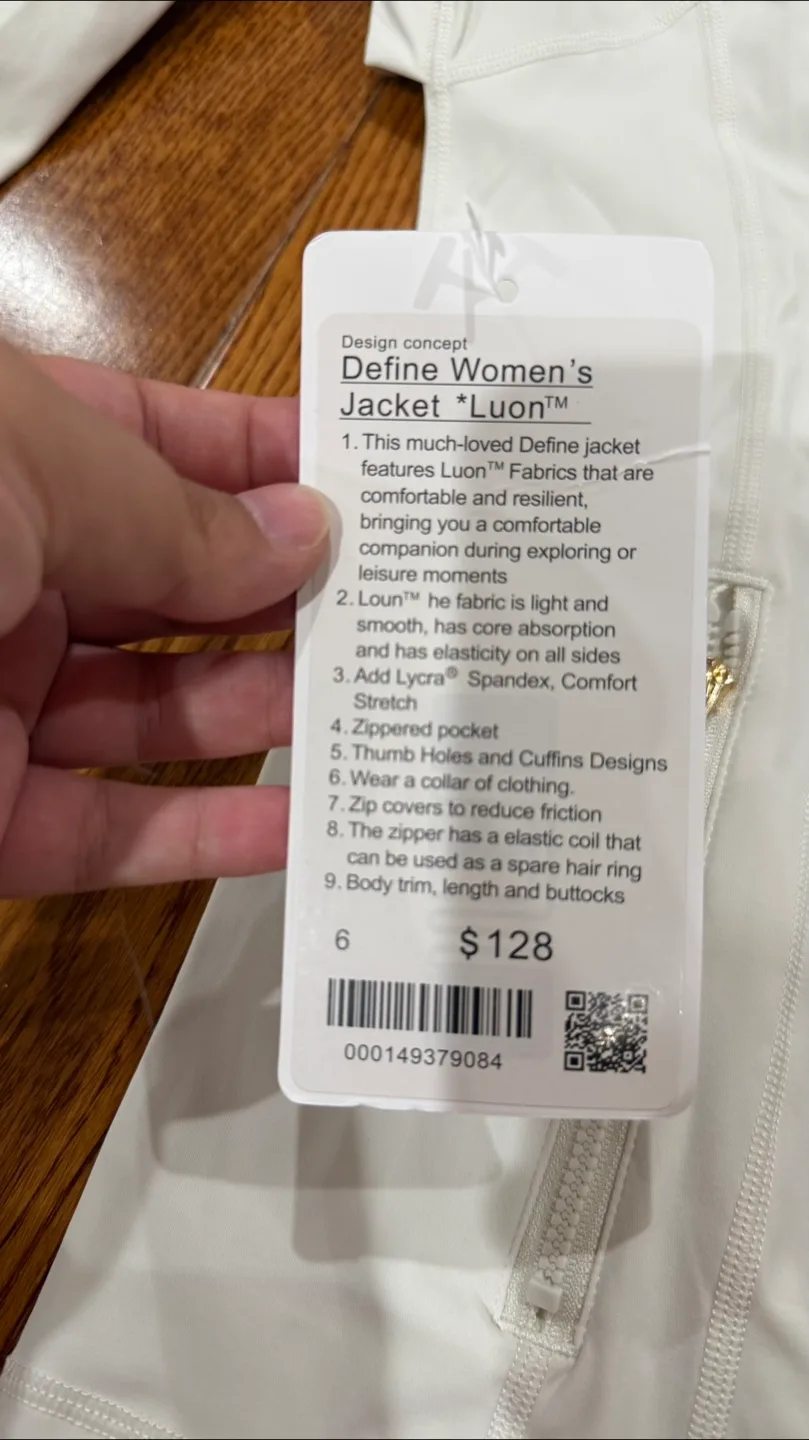 Design concept
Define Women's
Jacket *Luon™
1. This much-loved Define jacket
features Luon™ Fabrics that are
comfortable and resilient,
bringing you a comfortable
companion during exploring or
leisure moments
2. Loun™ he fabric is light and
smooth, has core absorption
and has elasticity on all sides
3. Add Lycra® Spandex, Comfort
Stretch
4. Zippered pocket
5. Thumb Holes and Cuffins Designs
6. Wear a collar of clothing.
7. Zip covers to reduce friction
8. The zipper has a elastic coil that
can be used as a spare hair ring
9. Body trim, length and buttocks
6 $128
000149379084